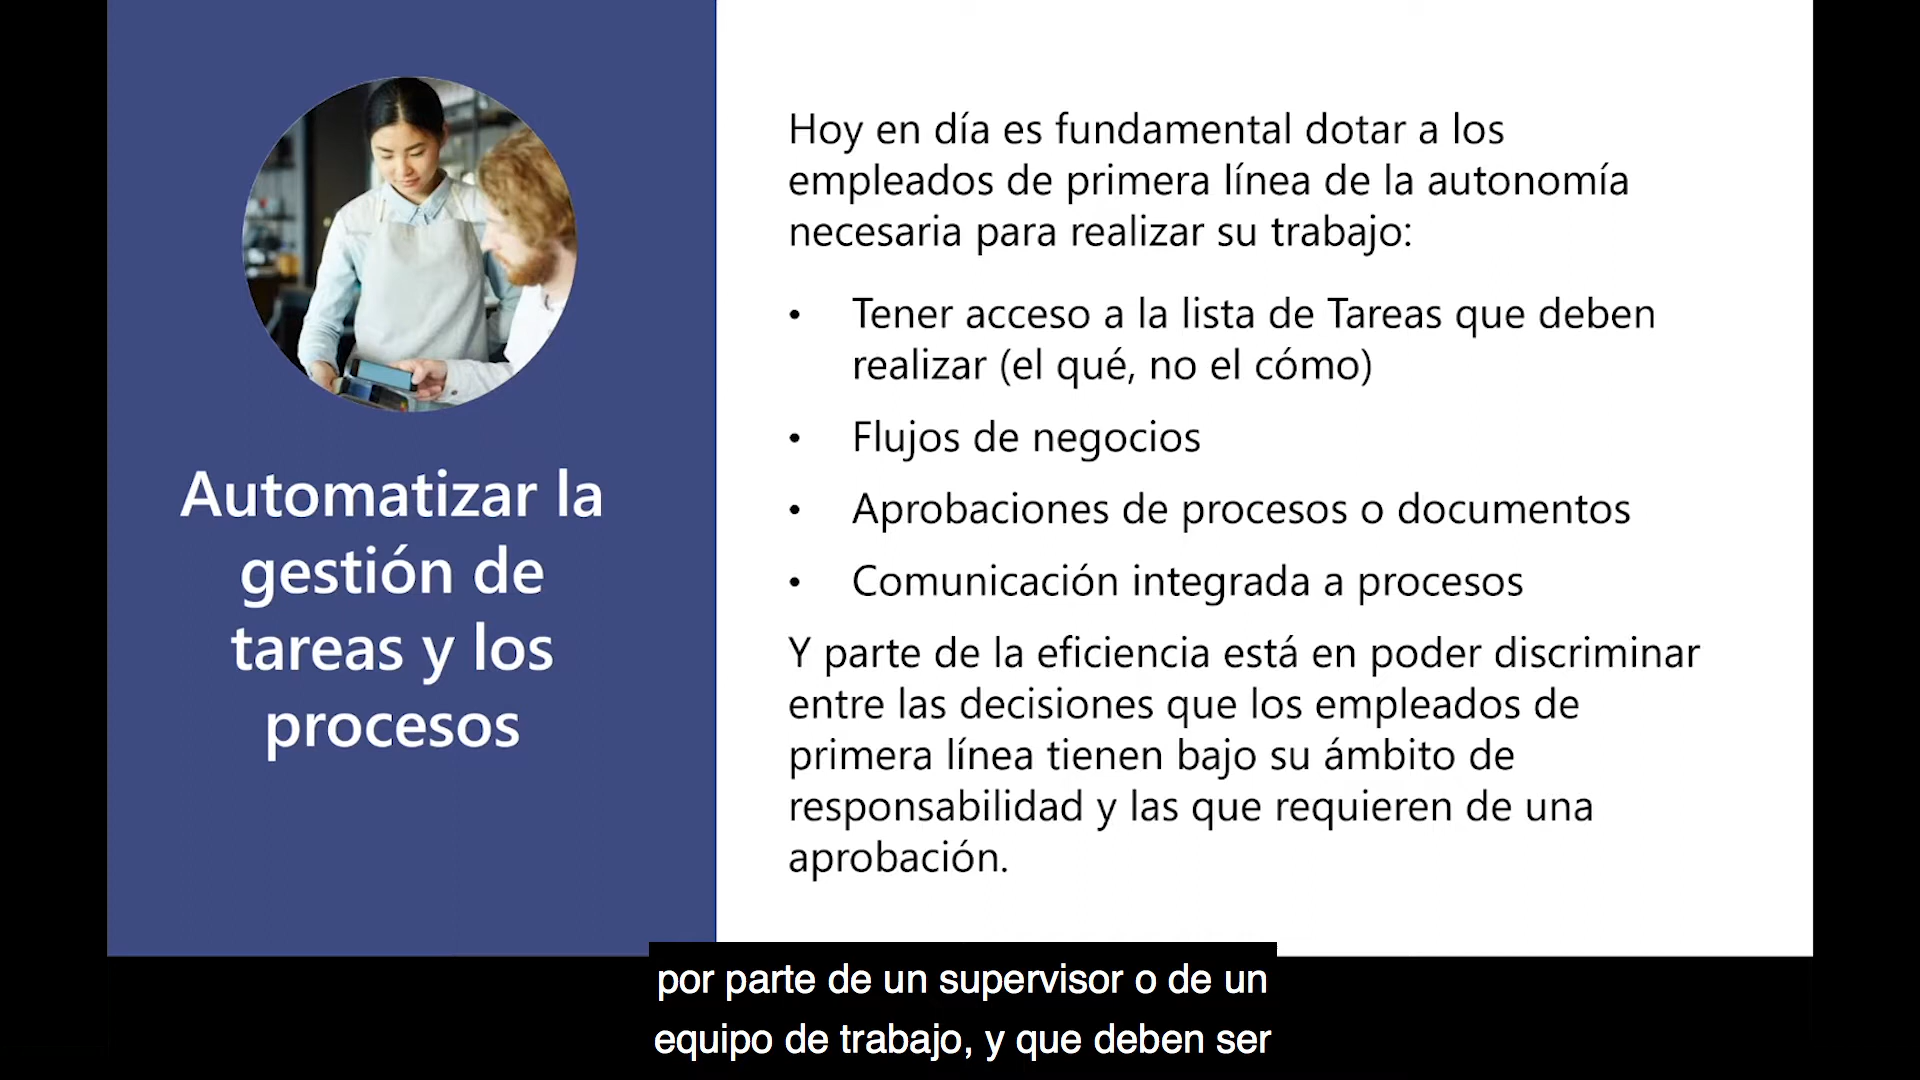 Automatizar la
gestión de
tareas y los
procesos
Hoy en día es fundamental dotar a los
empleados de primera línea de la autonomía
necesaria para realizar su trabajo:
• Tener acceso a la lista de Tareas que deben
realizar (el qué, no el cómo)
• Flujos de negocios
• Aprobaciones de procesos o documentos
• Comunicación integrada a procesos
Y parte de la eficiencia está en poder discriminar
entre las decisiones que los empleados de
primera línea tienen bajo su ámbito de
responsabilidad y las que requieren de una
aprobación.
por parte de un supervisor o de un
equipo de trabajo, y que deben ser